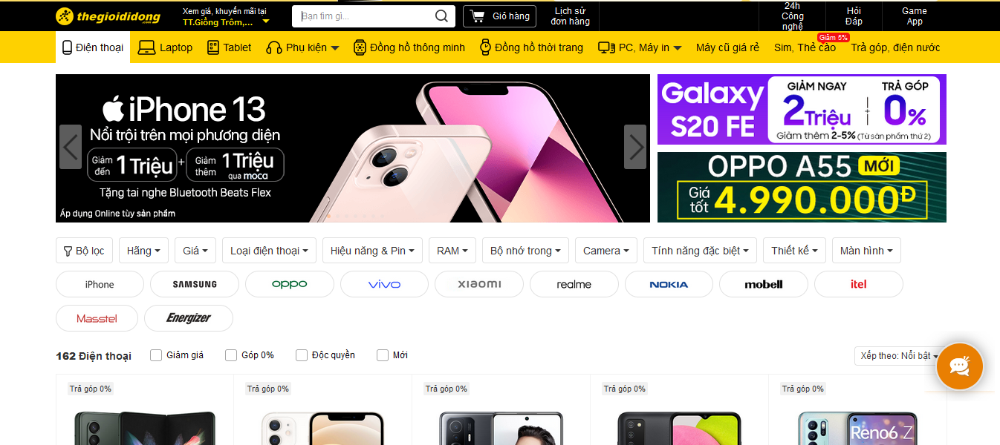 thegioididong
.com
Xem giá, khuyến mãi tại
TT.Giồng Trôm,...
Bạn tìm gì...
Giỏ hàng
Lịch sử
đơn hàng
24h
Công
nghệ
Hỏi
Đáp
Game
App
Điện thoại
Laptop
Tablet
Phụ kiện
Đồng hồ thông minh
Đồng hồ thời trang
PC, Máy in
Máy cũ giá rẻ
Giảm 5%
Sim, Thẻ cào
Trả góp, điện nước
iPhone 13
Nổi trội trên mọi phương diện
Giảm
đến 1 Triệu + Giảm
thêm 1 Triệu
qua moca
Tặng tai nghe Bluetooth Beats Flex
Áp dụng Online tùy sản phẩm
Galaxy
S20 FE
GIẢM NGAY
2 Triệu
TRẢ GÓP
0%
Giảm thêm 2-5% (Từ sản phẩm thứ 2)
OPPO A55 MỚI
Giá
tốt 4.990.000Đ
Bộ lọc
Hãng
Giá
Loại điện thoại
Hiệu năng & Pin
RAM
Bộ nhớ trong
Camera
Tính năng đặc biệt
Thiết kế
Màn hình
iPhone
SAMSUNG
oppo
vivo
xiaomi
realme
NOKIA
mobell
itel
Masstel
Energizer
162 Điện thoại
Giảm giá
Góp 0%
Độc quyền
Mới
Xếp theo: Nổi bật
Trả góp 0%
Trả góp 0%
Trả góp 0%
Trả góp 0%
Trả góp 0%
Reno6 Z